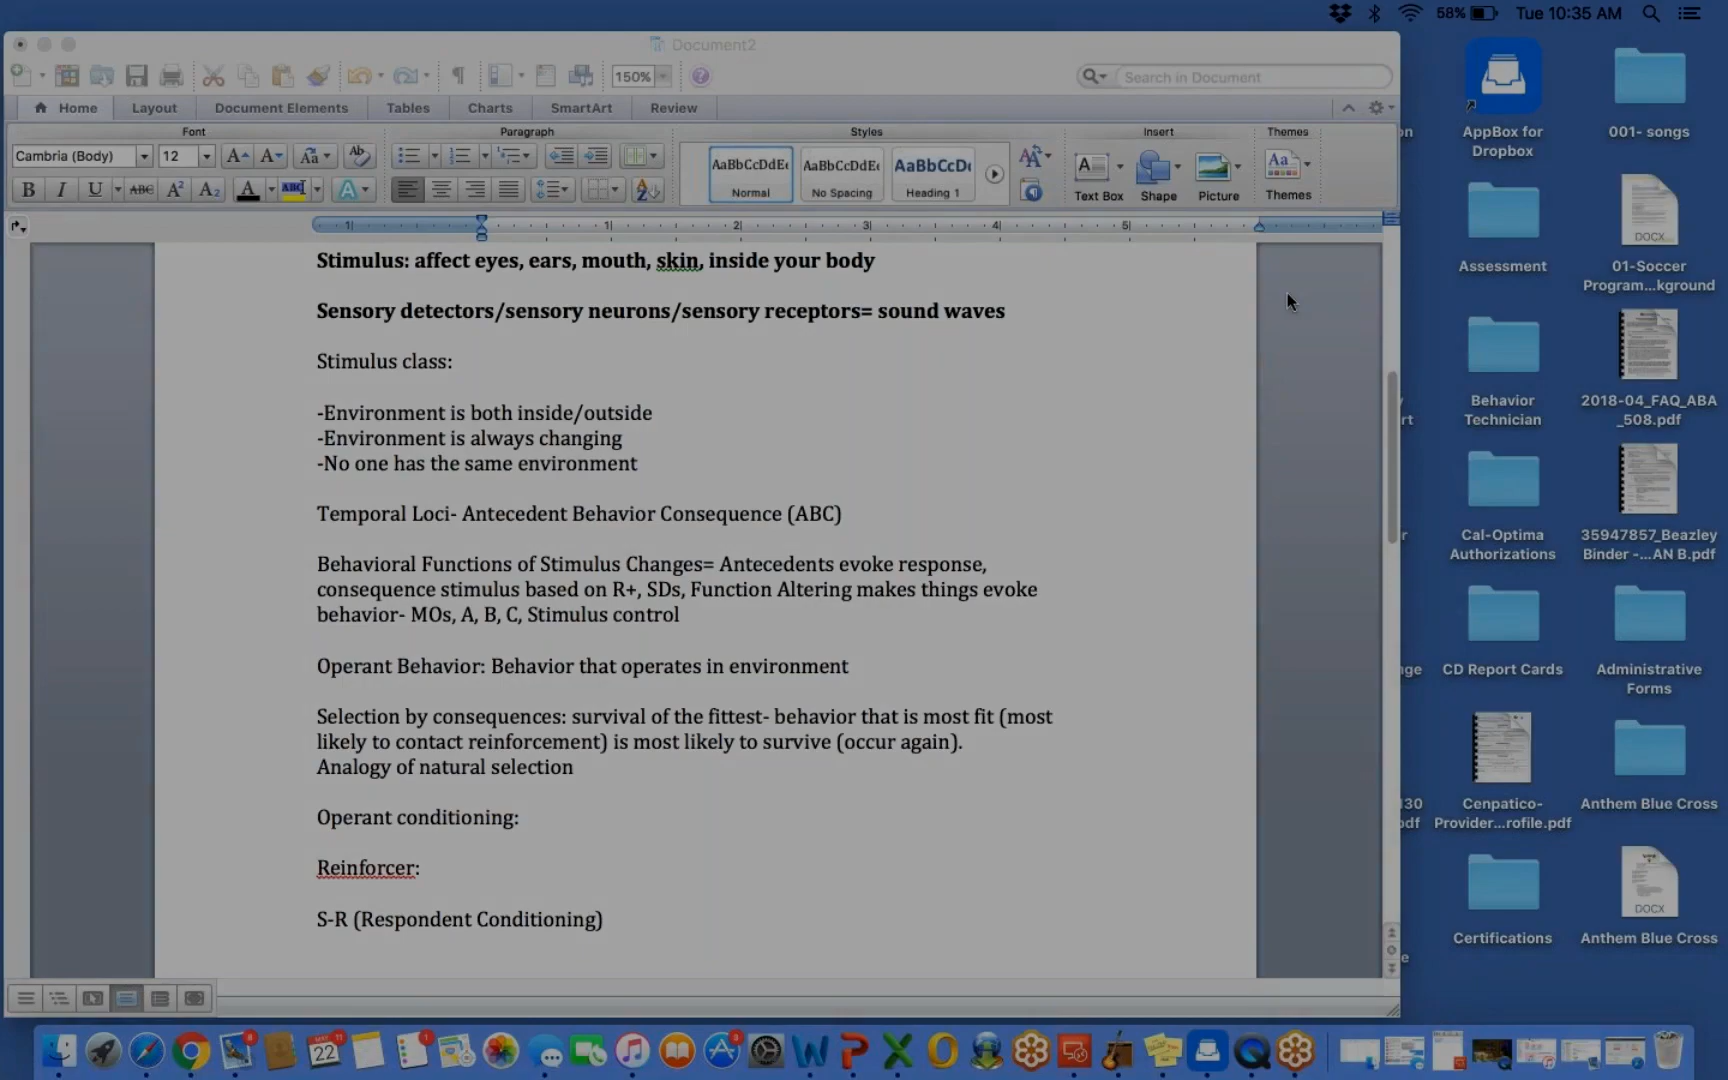 58% Tue 10:35 AM
Document2
150%
Search in Document
Home Layout Document Elements Tables Charts SmartArt Review
Font Paragraph Styles Insert Themes
Cambria (Body) 12
AaBbCcDdEe AaBbCcDdEe AaBbCcDc
Normal No Spacing Heading 1
Text Box Shape Picture Themes
Stimulus: affect eyes, ears, mouth, skin, inside your body
Sensory detectors/sensory neurons/sensory receptors= sound waves
Stimulus class:
-Environment is both inside/outside
-Environment is always changing
-No one has the same environment
Temporal Loci- Antecedent Behavior Consequence (ABC)
Behavioral Functions of Stimulus Changes= Antecedents evoke response,
consequence stimulus based on R+, SDs, Function Altering makes things evoke
behavior- MOs, A, B, C, Stimulus control
Operant Behavior: Behavior that operates in environment
Selection by consequences: survival of the fittest- behavior that is most fit (most
likely to contact reinforcement) is most likely to survive (occur again).
Analogy of natural selection
Operant conditioning:
Reinforcer:
S-R (Respondent Conditioning)
AppBox for
Dropbox
001- songs
Assessment
DOCX
01-Soccer
Program...kground
Behavior
Technician
2018-04_FAQ_ABA
_508.pdf
Cal-Optima
Authorizations
35947857_Beazley
Binder -...AN B.pdf
CD Report Cards
Administrative
Forms
Cenpatico-
Provider...rofile.pdf
Anthem Blue Cross
Certifications
DOCX
Anthem Blue Cross